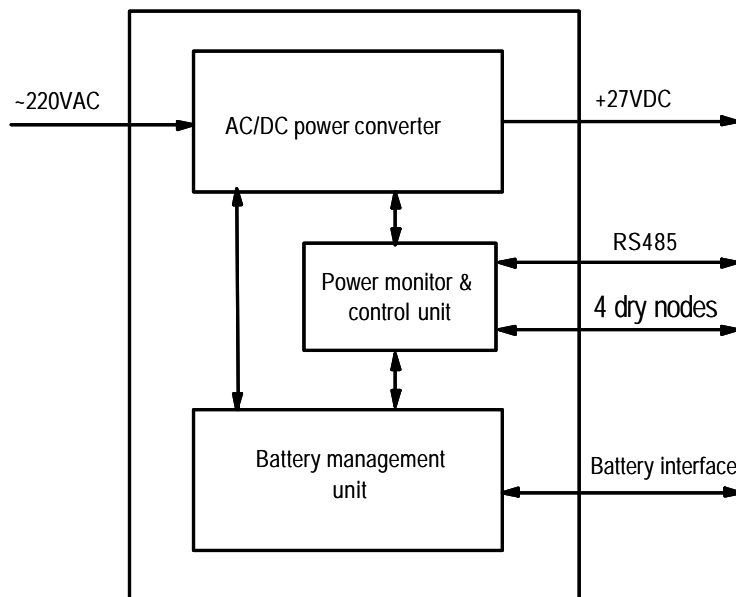 ~220VAC
+27VDC
AC/DC power converter
RS485
Power monitor &
control unit
4 dry nodes
Battery management
unit
Battery interface